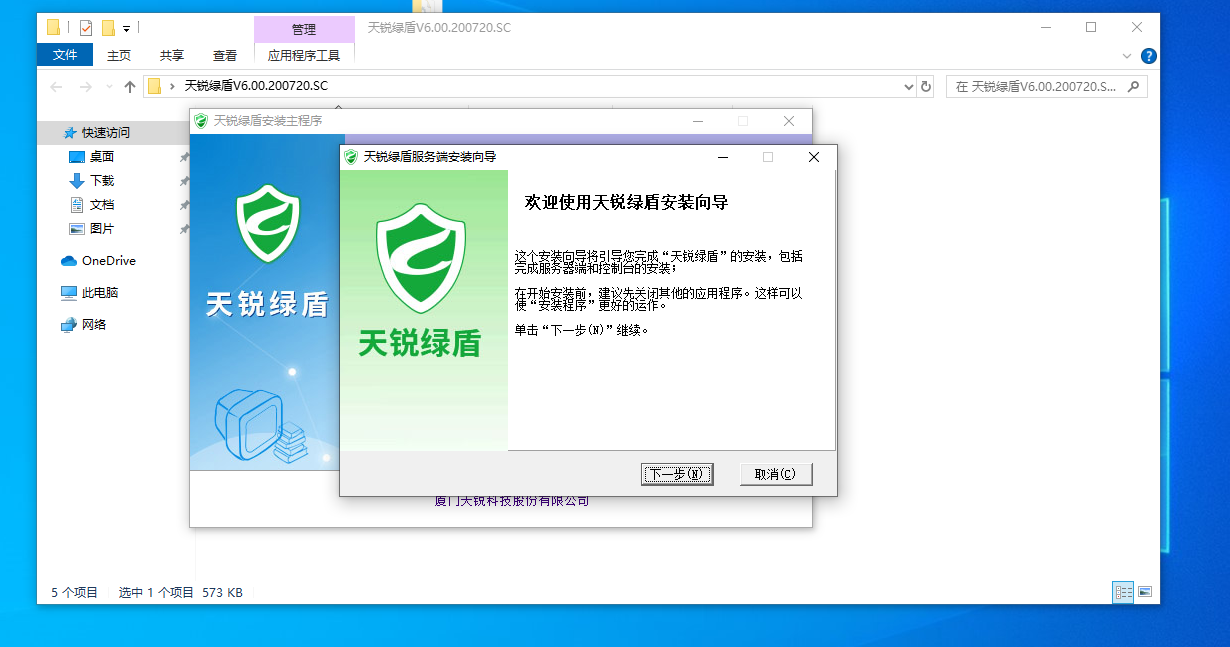 管理
天锐绿盾V6.00.200720.SC
文件
主页
共享
查看
应用程序工具
天锐绿盾V6.00.200720.SC
在 天锐绿盾V6.00.200720.S...
快速访问
桌面
下载
文档
图片
OneDrive
此电脑
网络
天锐绿盾安装主程序
天锐绿盾
厦门天锐科技股份有限公司
天锐绿盾服务端安装向导
天锐绿盾
欢迎使用天锐绿盾安装向导
这个安装向导将引导您完成“天锐绿盾”的安装，包括
完成服务器端和控制台的安装；
在开始安装前，建议先关闭其他的应用程序。这样可以
使“安装程序”更好的运作。
单击“下一步(N)”继续。
下一步(N)
取消(C)
5 个项目
选中 1 个项目 573 KB